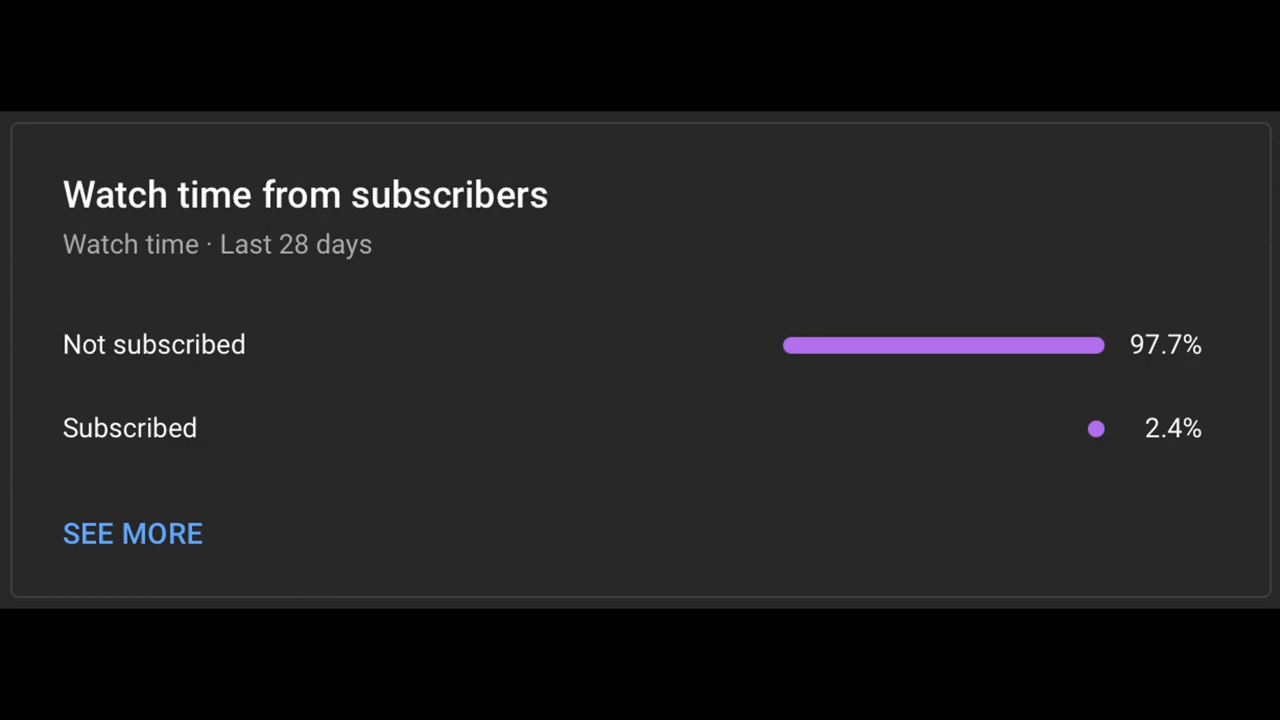 Watch time from subscribers
Watch time · Last 28 days
Not subscribed 97.7%
Subscribed 2.4%
SEE MORE